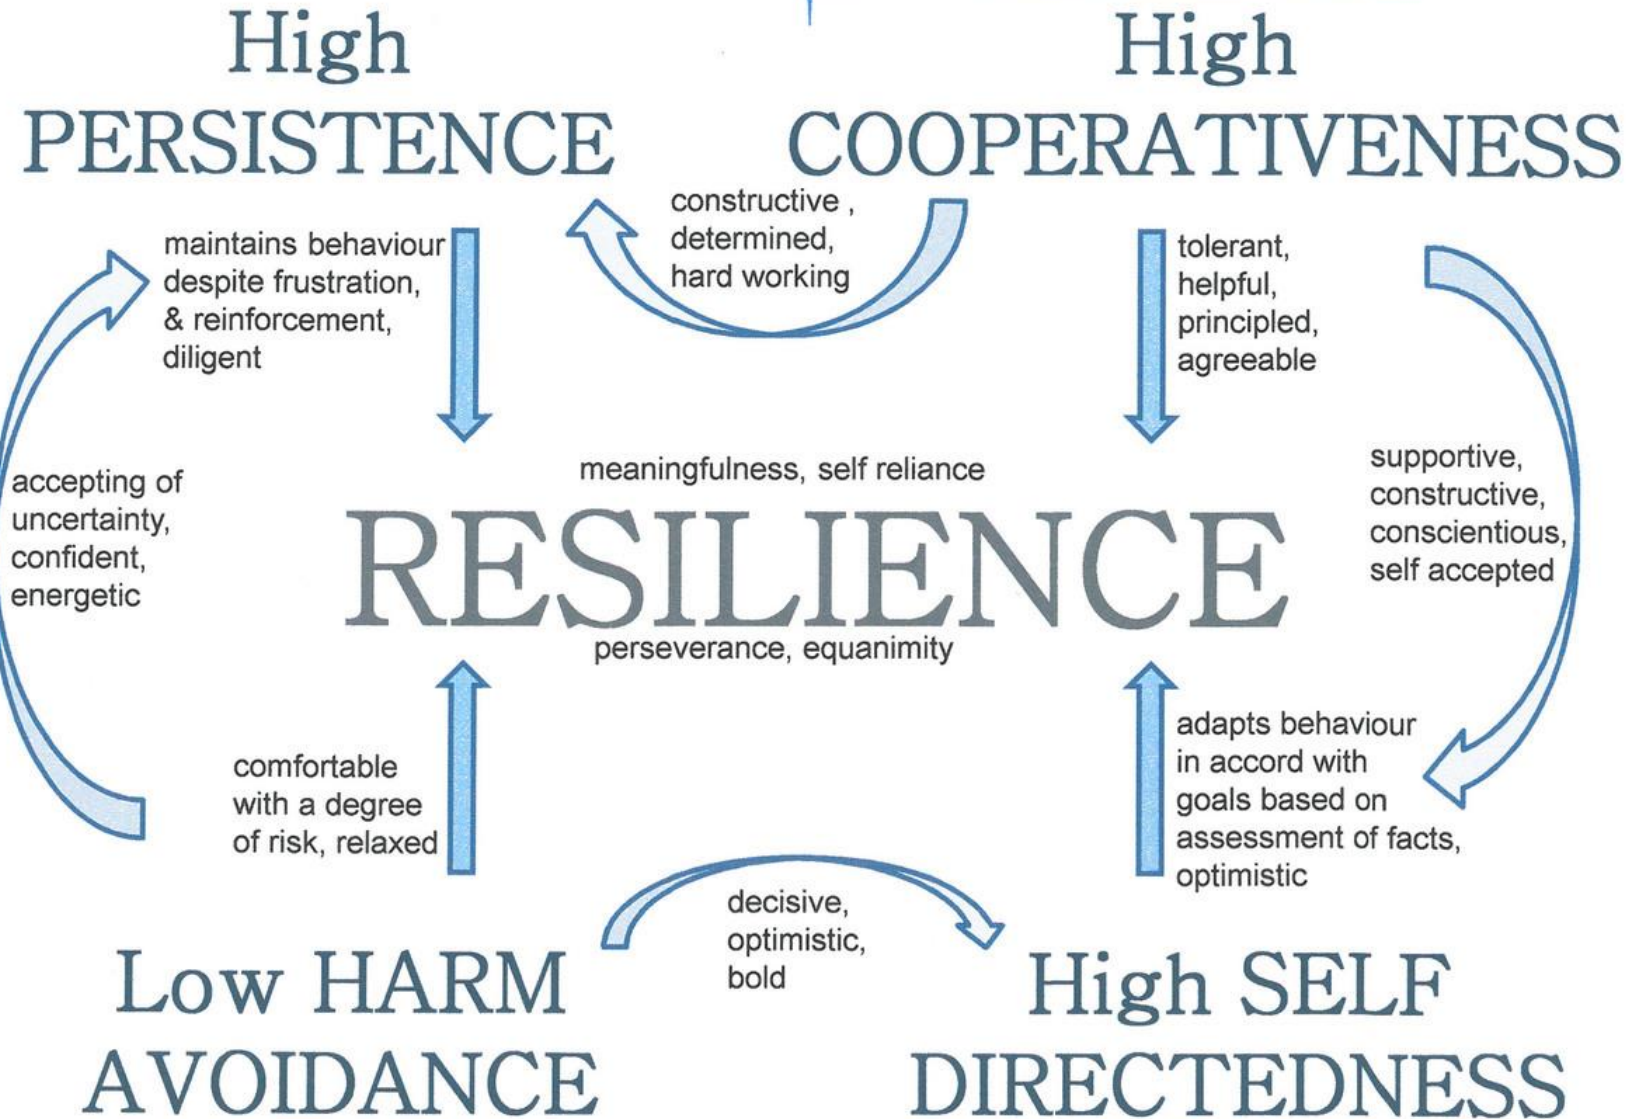 High
PERSISTENCE
High
COOPERATIVENESS
constructive ,
determined,
hard working
maintains behaviour
despite frustration,
& reinforcement,
diligent
tolerant,
helpful,
principled,
agreeable
accepting of
uncertainty,
confident,
energetic
meaningfulness, self reliance
RESILIENCE
perseverance, equanimity
supportive,
constructive,
conscientious,
self accepted
comfortable
with a degree
of risk, relaxed
adapts behaviour
in accord with
goals based on
assessment of facts,
optimistic
decisive,
optimistic,
bold
Low HARM
AVOIDANCE
High SELF
DIRECTEDNESS